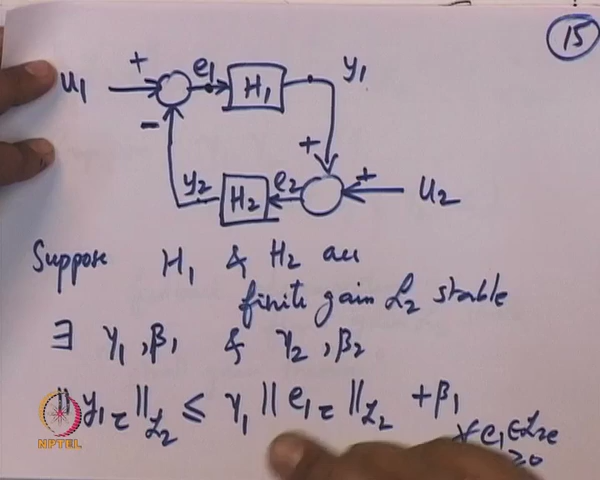 15
u₁ + e₁ H₁ y₁
− +
y₂ H₂ e₂ + u₂
Suppose H₁ & H₂ are
finite gain ℒ₂ stable
∃ γ₁, β₁ & γ₂, β₂
‖y₁τ‖ℒ₂ ≤ γ₁ ‖e₁τ‖ℒ₂ + β₁
∀ e₁ ∈ ℒ₂e
≥0
NPTEL